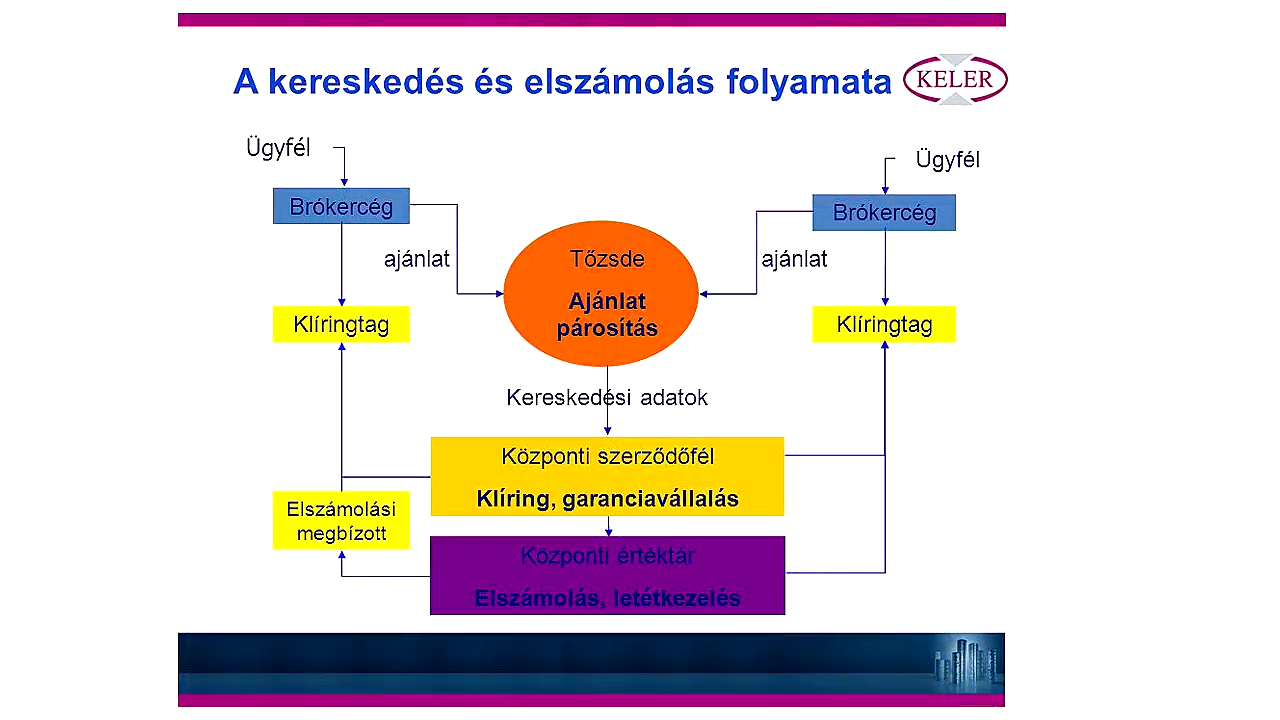 A kereskedés és elszámolás folyamata
KELER
Ügyfél
Ügyfél
Brókercég
Brókercég
ajánlat
Tőzsde
ajánlat
Ajánlat
párosítás
Klíringtag
Klíringtag
Kereskedési adatok
Központi szerződőfél
Klíring, garanciavállalás
Elszámolási
megbízott
Központi értéktár
Elszámolás, letétkezelés